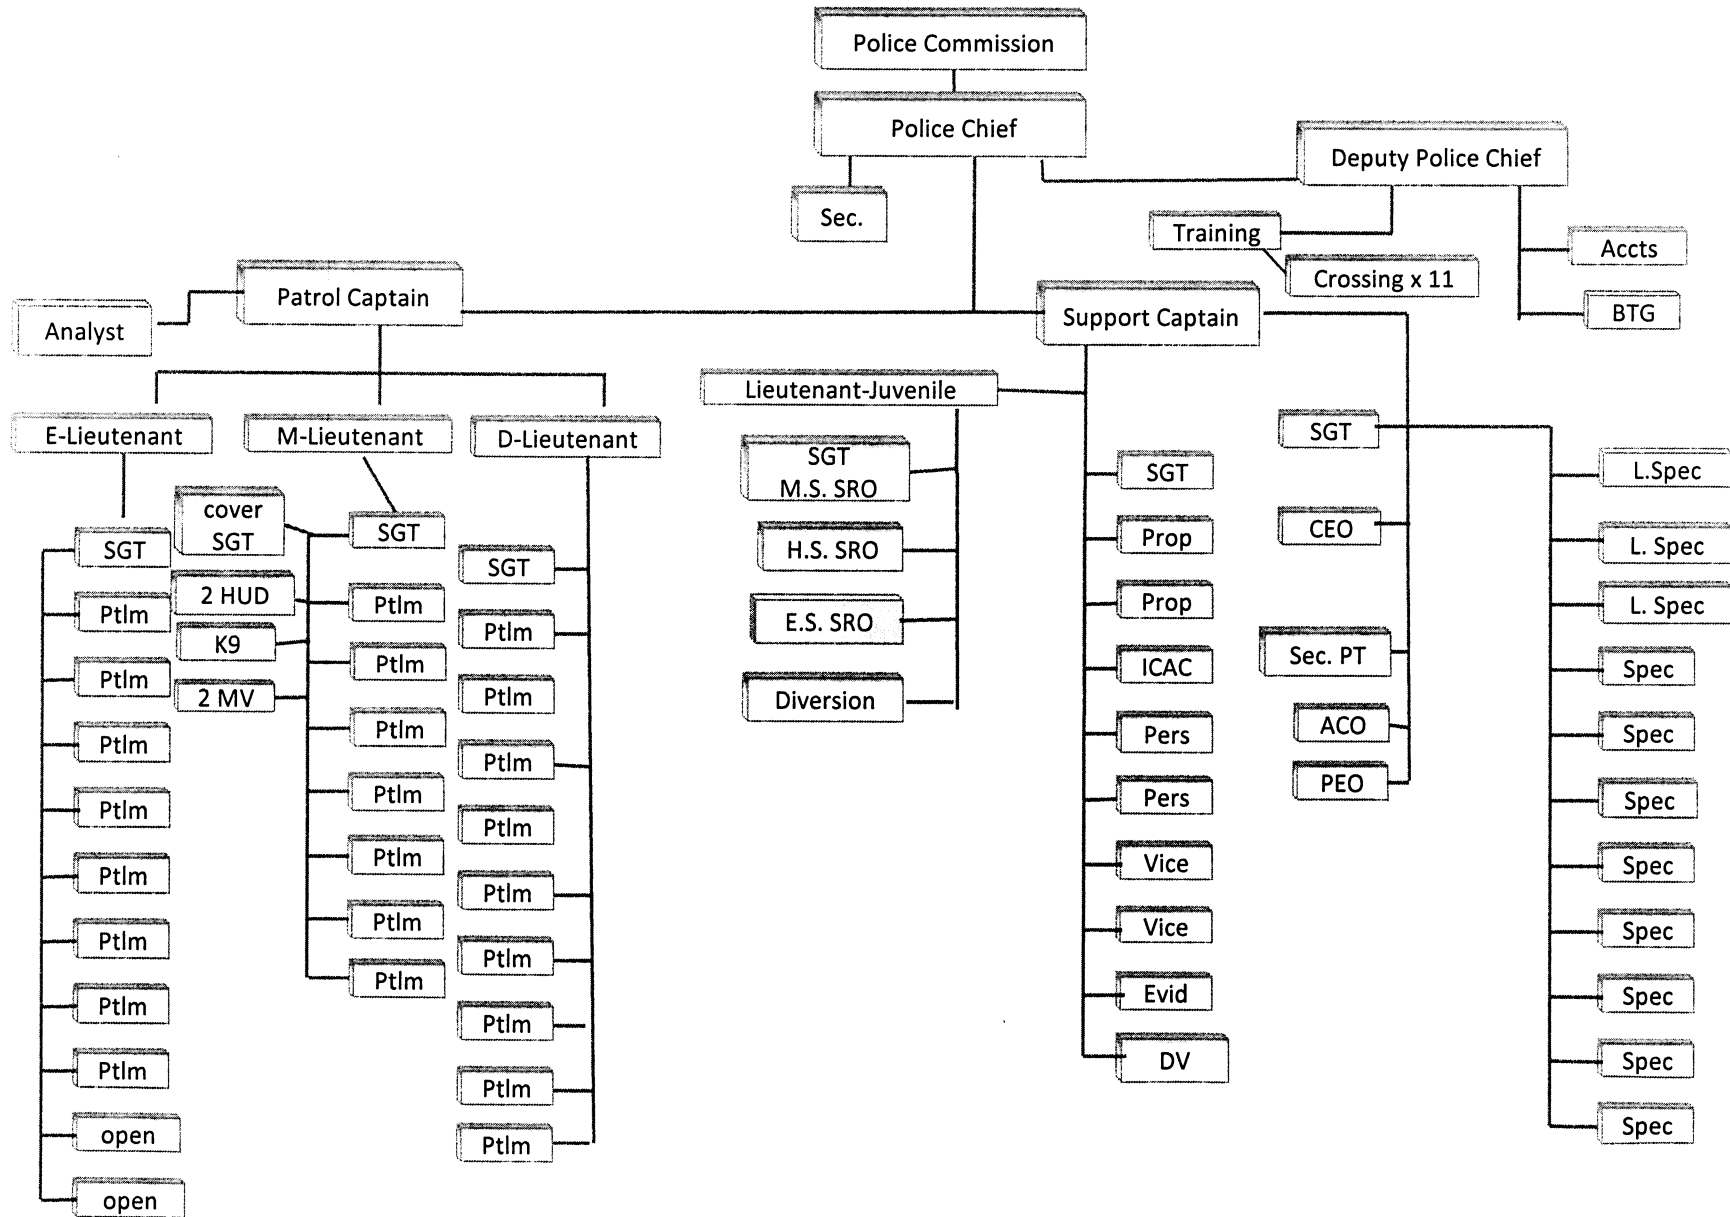 Police Commission
Police Chief
Deputy Police Chief
Sec.
Training
Accts
Crossing x 11
BTG
Patrol Captain
Analyst
Support Captain
E-Lieutenant
M-Lieutenant
D-Lieutenant
SGT
Ptlm
Ptlm
Ptlm
Ptlm
Ptlm
Ptlm
Ptlm
Ptlm
open
open
cover
SGT
2 HUD
K9
2 MV
SGT
Ptlm
Ptlm
Ptlm
Ptlm
Ptlm
Ptlm
Ptlm
SGT
Ptlm
Ptlm
Ptlm
Ptlm
Ptlm
Ptlm
Ptlm
Ptlm
Ptlm
Lieutenant-Juvenile
SGT
M.S. SRO
H.S. SRO
E.S. SRO
Diversion
SGT
Prop
Prop
ICAC
Pers
Pers
Vice
Vice
Evid
DV
SGT
CEO
Sec. PT
ACO
PEO
L.Spec
L. Spec
L. Spec
Spec
Spec
Spec
Spec
Spec
Spec
Spec
Spec